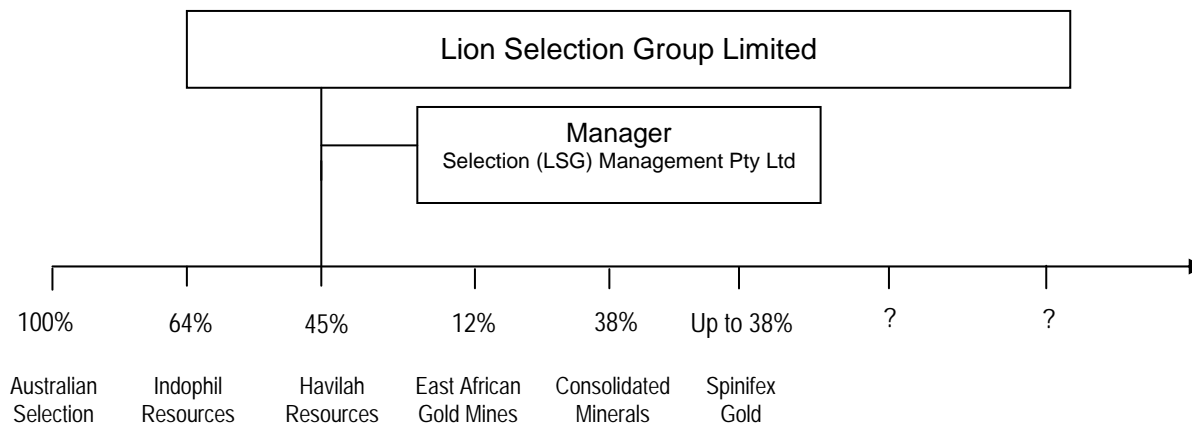 Lion Selection Group Limited
Manager
Selection (LSG) Management Pty Ltd
100% 64% 45% 12% 38% Up to 38% ? ?
Australian Indophil Havilah East African Consolidated Spinifex
Selection Resources Resources Gold Mines Minerals Gold